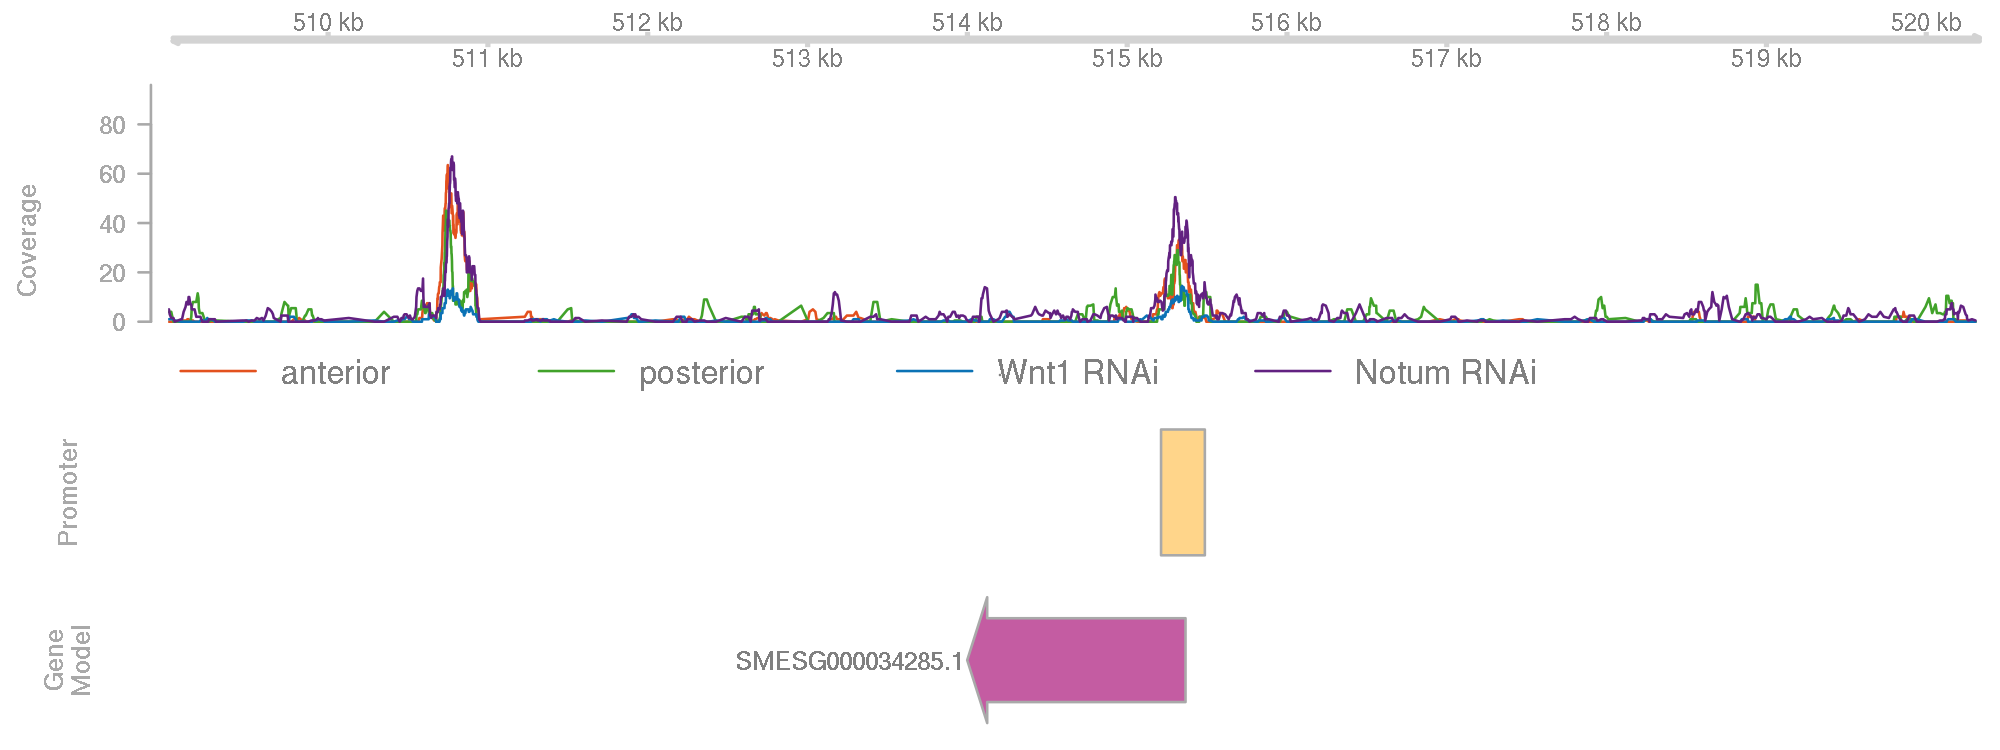 510 kb 512 kb 514 kb 516 kb 518 kb 520 kb
511 kb 513 kb 515 kb 517 kb 519 kb
Coverage
80
60
40
20
0
anterior posterior Wnt1 RNAi Notum RNAi
Promoter
Gene
Model
SMESG000034285.1